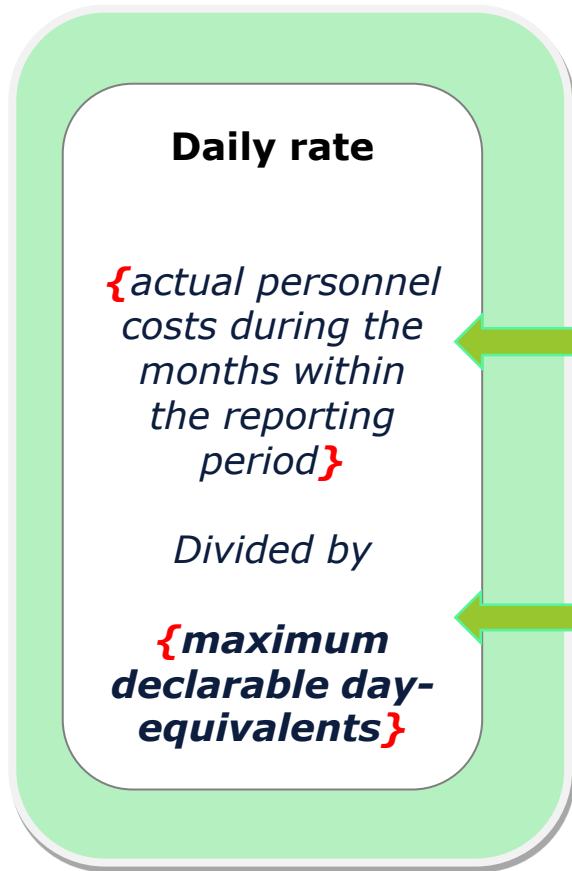 Daily rate
{actual personnel
costs during the
months within
the reporting
period}
Divided by
{maximum
declarable day-
equivalents}